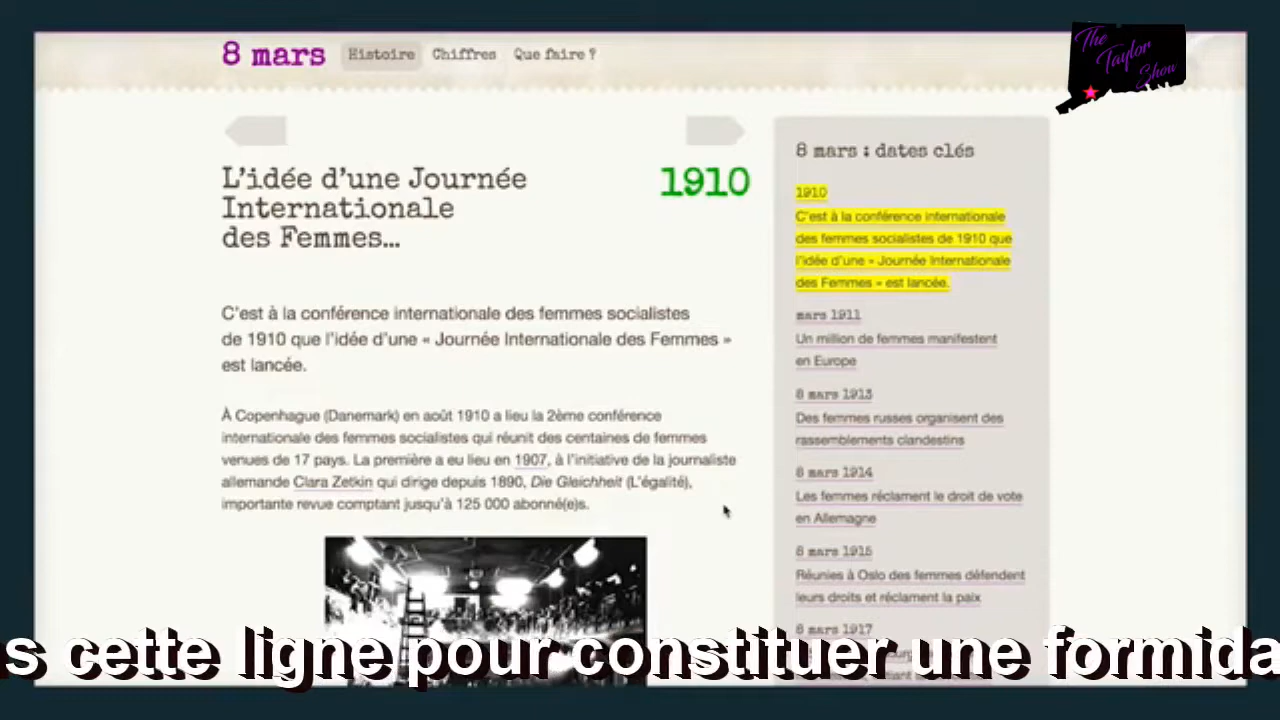 8 mars
Histoire
Chiffres
Que faire ?
The
Taylor
Show
L’idée d’une Journée
Internationale
des Femmes…
1910
C’est à la conférence internationale des femmes socialistes
de 1910 que l’idée d’une « Journée Internationale des Femmes »
est lancée.
À Copenhague (Danemark) en août 1910 a lieu la 2ème conférence
internationale des femmes socialistes qui réunit des centaines de femmes
venues de 17 pays. La première a eu lieu en 1907, à l’initiative de la journaliste
allemande Clara Zetkin qui dirige depuis 1890, Die Gleichheit (L’égalité),
importante revue comptant jusqu’à 125 000 abonné(e)s.
8 mars : dates clés
1910
C’est à la conférence internationale
des femmes socialistes de 1910 que
l’idée d’une « Journée Internationale
des Femmes » est lancée.
mars 1911
Un million de femmes manifestent
en Europe
8 mars 1913
Des femmes russes organisent des
rassemblements clandestins
8 mars 1914
Les femmes réclament le droit de vote
en Allemagne
8 mars 1915
Réunies à Oslo des femmes défendent
leurs droits et réclament la paix
8 mars 1917
s cette ligne pour constituer une formida